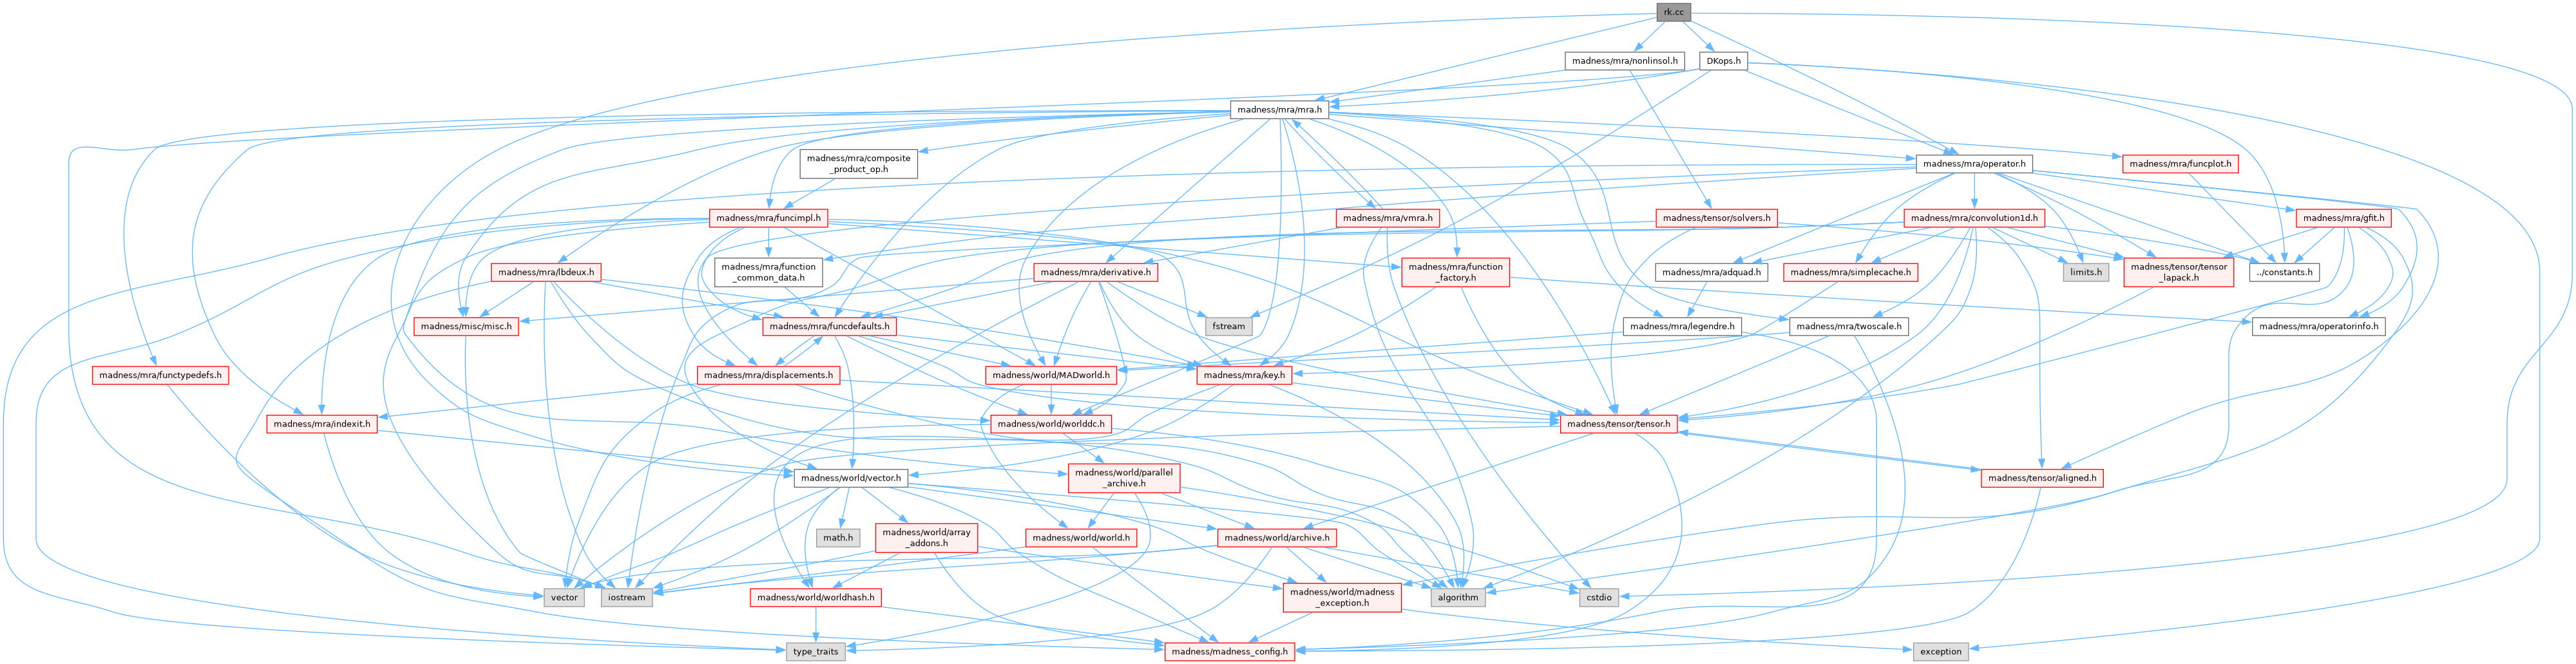 rk.cc
madness/mra/nonlinsol.h
DKops.h
madness/mra/mra.h
madness/mra/composite
_product_op.h
madness/mra/operator.h
madness/mra/funcplot.h
madness/mra/funcimpl.h
madness/mra/vmra.h
madness/tensor/solvers.h
madness/mra/convolution1d.h
madness/mra/gfit.h
madness/mra/lbdeux.h
madness/mra/function
_common_data.h
madness/mra/derivative.h
madness/mra/function
_factory.h
madness/mra/adquad.h
madness/mra/simplecache.h
limits.h
madness/tensor/tensor
_lapack.h
../constants.h
madness/misc/misc.h
madness/mra/funcdefaults.h
fstream
madness/mra/legendre.h
madness/mra/twoscale.h
madness/mra/operatorinfo.h
madness/mra/functypedefs.h
madness/mra/displacements.h
madness/world/MADworld.h
madness/mra/key.h
madness/mra/indexit.h
madness/world/worlddc.h
madness/tensor/tensor.h
madness/world/vector.h
madness/world/parallel
_archive.h
madness/tensor/aligned.h
math.h
madness/world/array
_addons.h
madness/world/world.h
madness/world/archive.h
vector
iostream
madness/world/worldhash.h
madness/world/madness
_exception.h
algorithm
cstdio
type_traits
madness/madness_config.h
exception